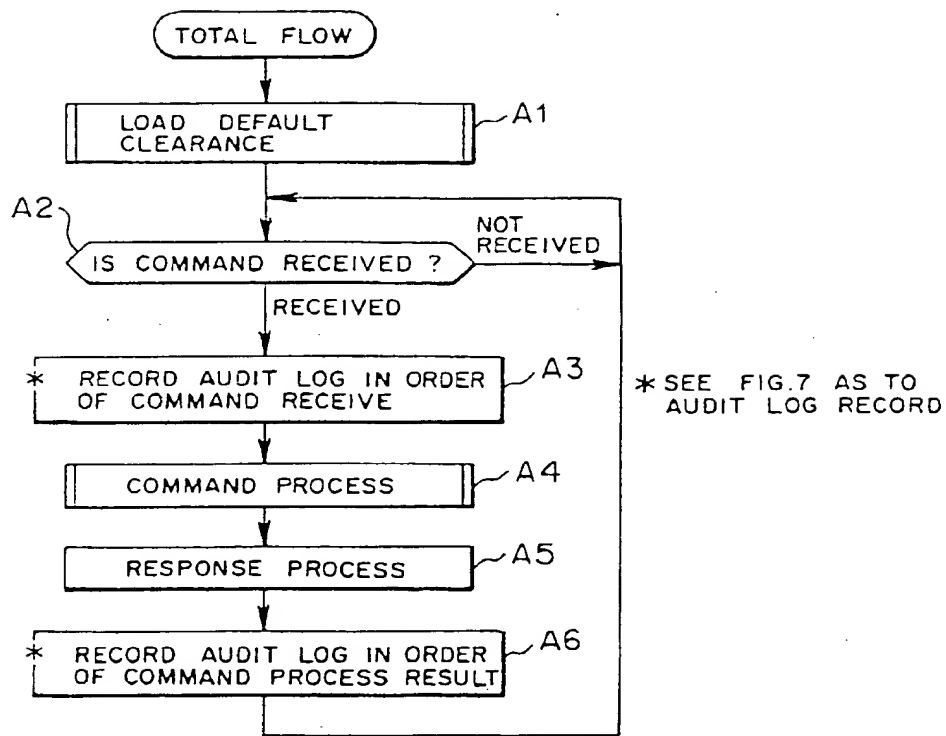 TOTAL FLOW
LOAD DEFAULT
CLEARANCE
A1
A2
NOT
RECEIVED
IS COMMAND RECEIVED ?
RECEIVED
* RECORD AUDIT LOG IN ORDER
OF COMMAND RECEIVE
A3
* SEE FIG.7 AS TO
AUDIT LOG RECORD
COMMAND PROCESS
A4
RESPONSE PROCESS
A5
* RECORD AUDIT LOG IN ORDER
OF COMMAND PROCESS RESULT
A6